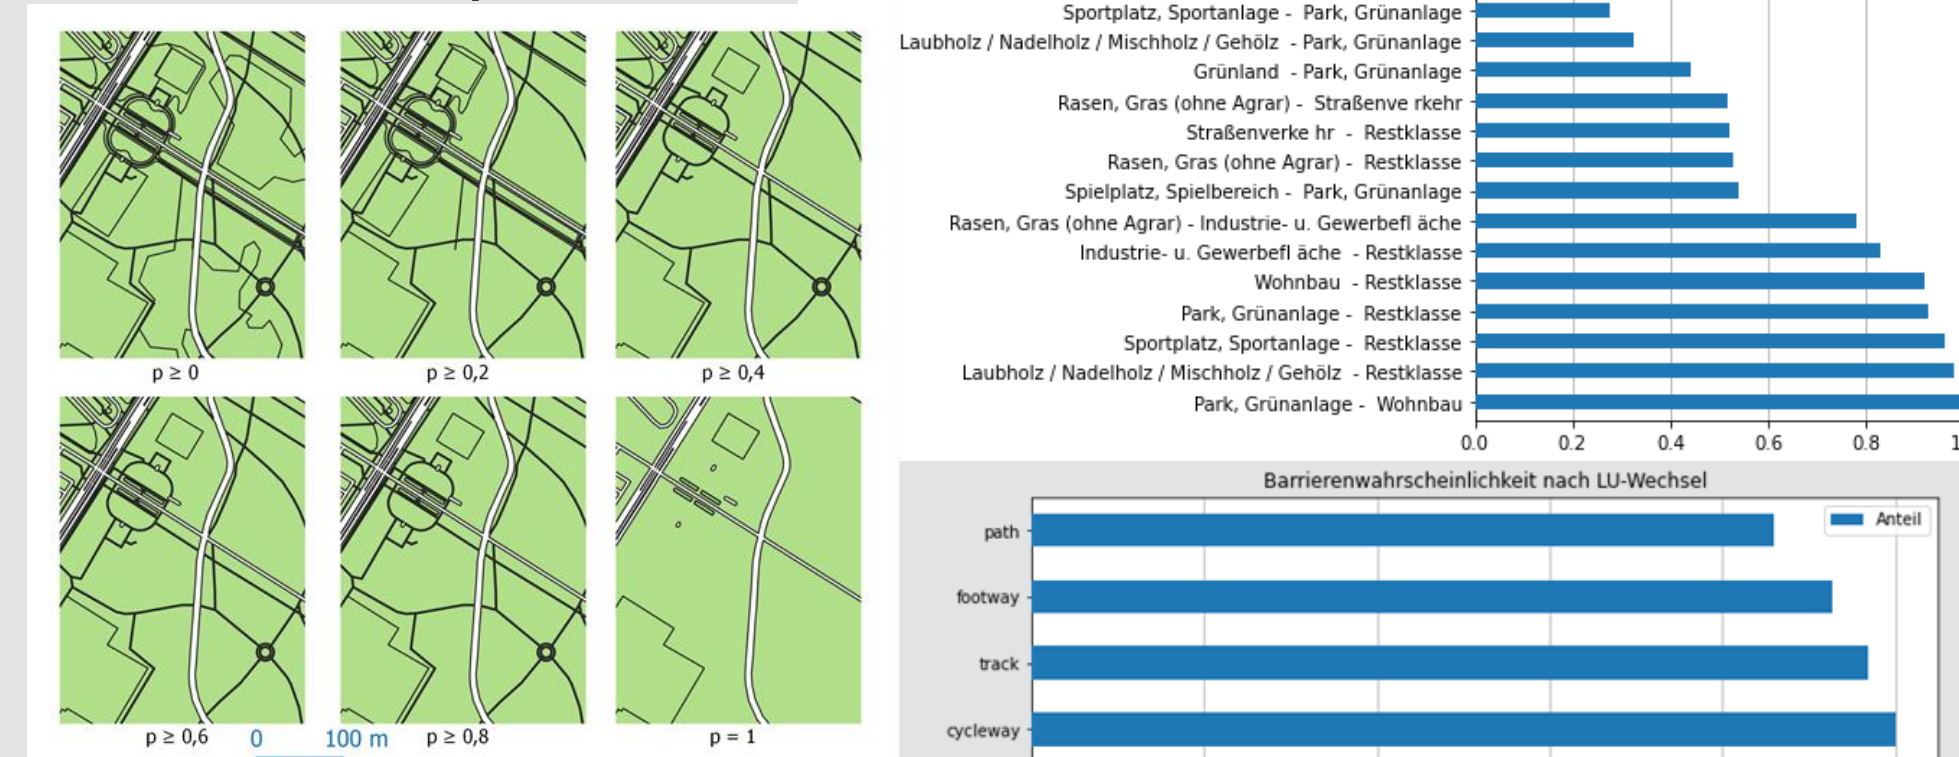 p ≥ 0
p ≥ 0,2
p ≥ 0,4
p ≥ 0,6
0
100 m
p ≥ 0,8
p = 1
Sportplatz, Sportanlage - Park, Grünanlage
Laubholz / Nadelholz / Mischholz / Gehölz - Park, Grünanlage
Grünland - Park, Grünanlage
Rasen, Gras (ohne Agrar) - Straßenve rkehr
Straßenverke hr - Restklasse
Rasen, Gras (ohne Agrar) - Restklasse
Spielplatz, Spielbereich - Park, Grünanlage
Rasen, Gras (ohne Agrar) - Industrie- u. Gewerbefl äche
Industrie- u. Gewerbefl äche - Restklasse
Wohnbau - Restklasse
Park, Grünanlage - Restklasse
Sportplatz, Sportanlage - Restklasse
Laubholz / Nadelholz / Mischholz / Gehölz - Restklasse
Park, Grünanlage - Wohnbau
0.0 0.2 0.4 0.6 0.8
Barrierenwahrscheinlichkeit nach LU-Wechsel
Anteil
path
footway
track
cycleway